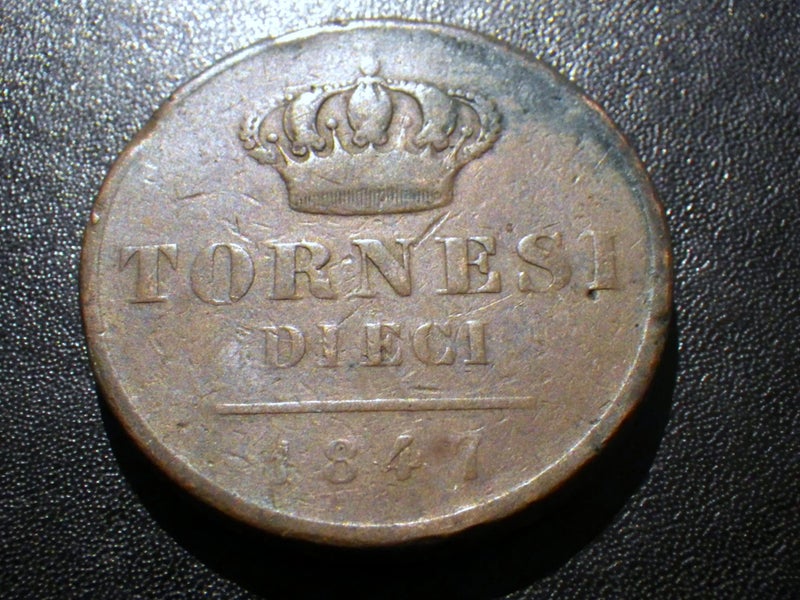 TORNESI
DIECI
1847